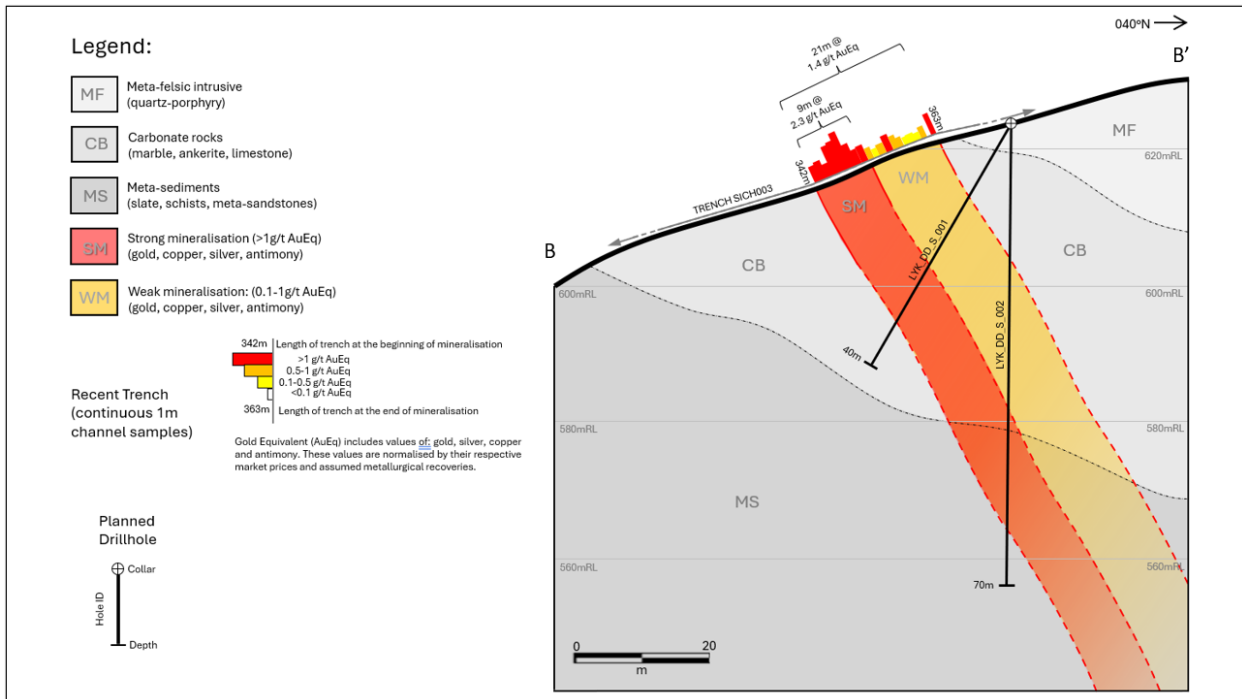 Legend:
MF
Meta-felsic intrusive
(quartz-porphyry)
CB
Carbonate rocks
(marble, ankerite, limestone)
MS
Meta-sediments
(slate, schists, meta-sandstones)
SM
Strong mineralisation (>1g/t AuEq)
(gold, copper, silver, antimony)
WM
Weak mineralisation: (0.1-1g/t AuEq)
(gold, copper, silver, antimony)
342m
Length of trench at the beginning of mineralisation
>1 g/t AuEq
0.5-1 g/t AuEq
0.1-0.5 g/t AuEq
<0.1 g/t AuEq
363m
Length of trench at the end of mineralisation
Recent Trench
(continuous 1m
channel samples)
Gold Equivalent (AuEq) includes values of: gold, silver, copper
and antimony. These values are normalised by their respective
market prices and assumed metallurgical recoveries.
Planned
Drillhole
Collar
Hole ID
Depth
040ºN
B'
21m @
1.4 g/t AuEq
9m @
2.3 g/t AuEq
342m
363m
TRENCH SICH003
MF
620mRL
WM
SM
LYK_DD_S_001
B
CB
CB
600mRL
600mRL
LYK_DD_S_002
40m
580mRL
580mRL
MS
560mRL
560mRL
70m
0
20
m